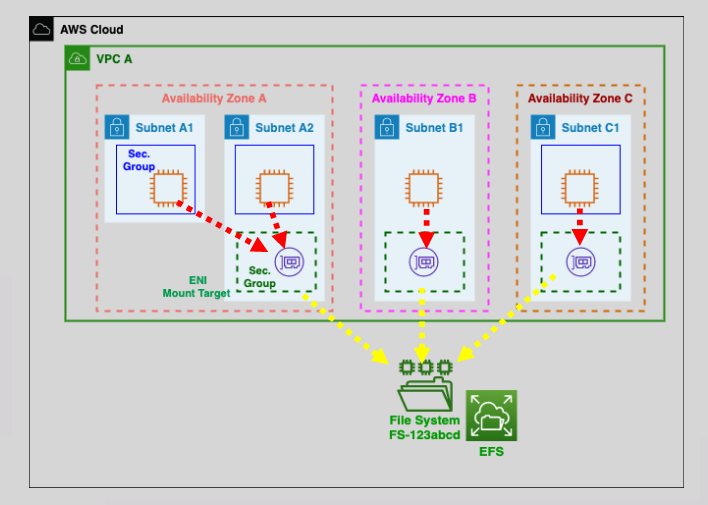 AWS Cloud
VPC A
Availability Zone A
Availability Zone B
Availability Zone C
Subnet A1
Subnet A2
Subnet B1
Subnet C1
Sec.
Group
Sec.
Group
ENI
Mount Target
File System
FS-123abcd
EFS